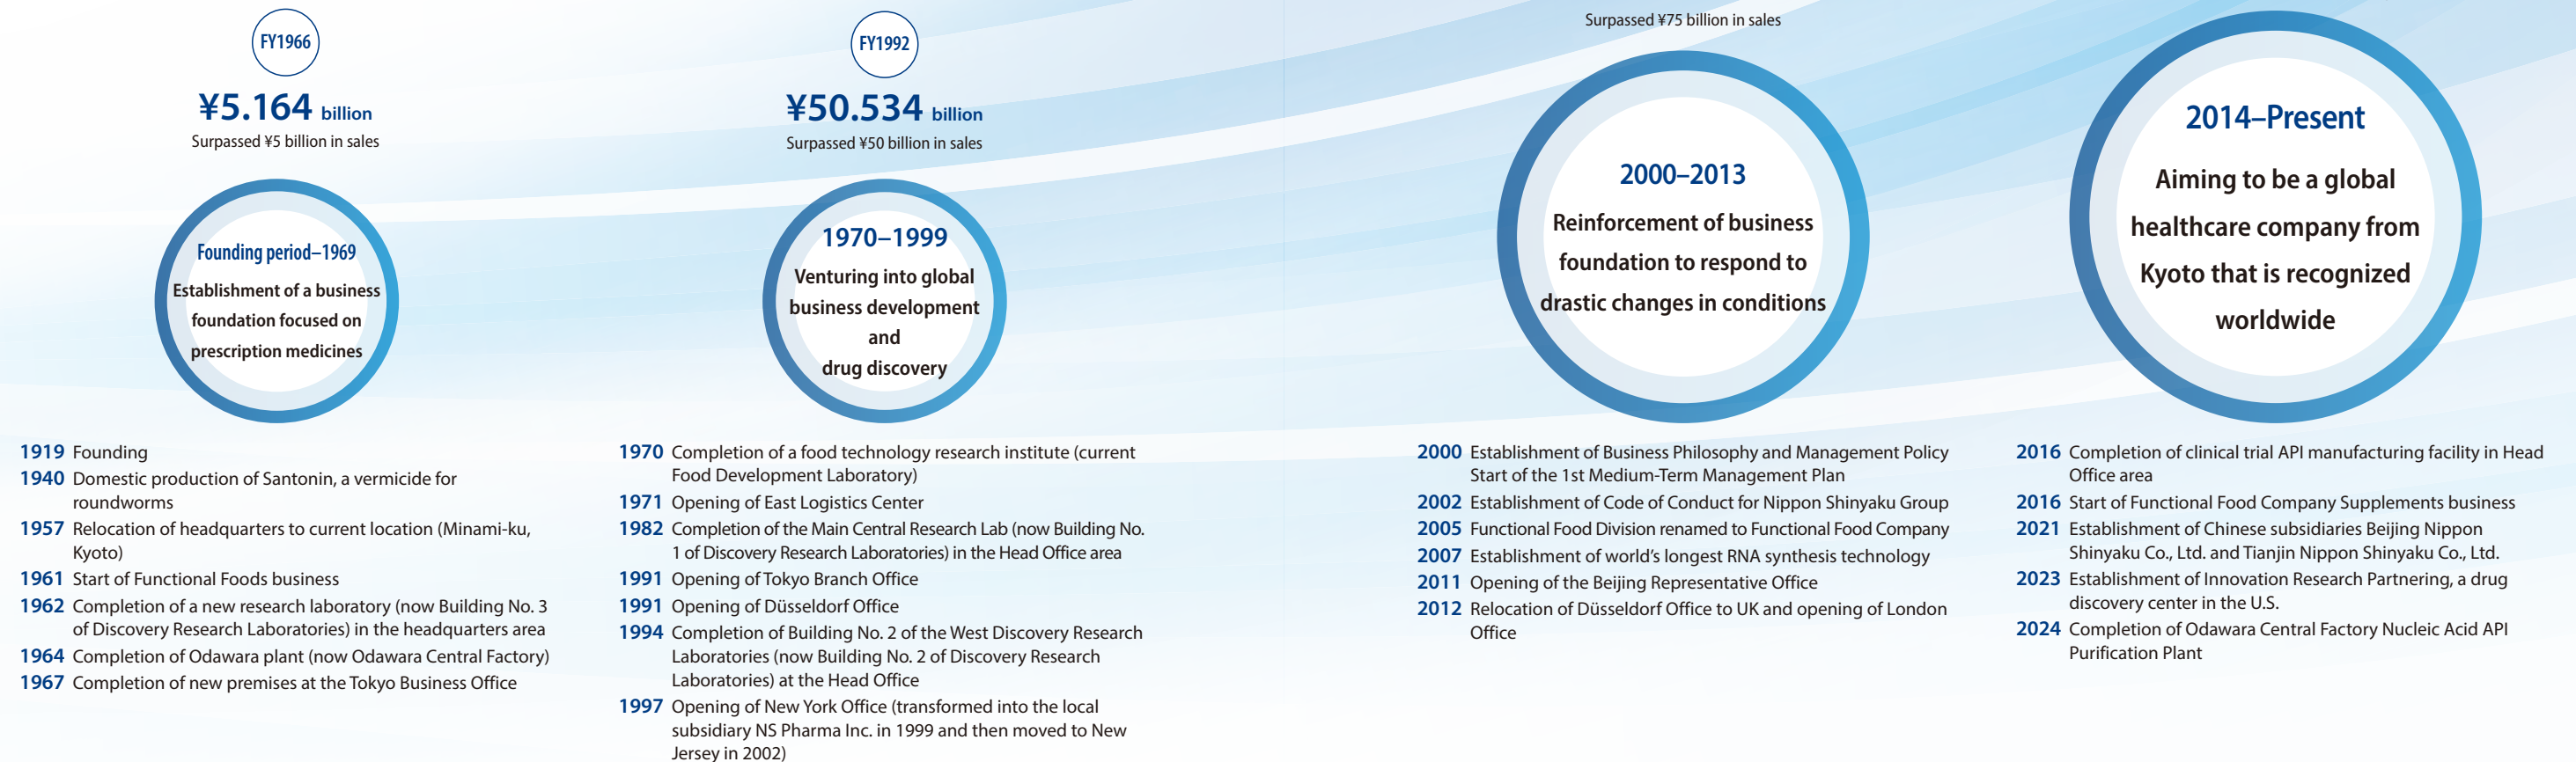 FY1966
¥5.164 billion
Surpassed ¥5 billion in sales
Founding period–1969
Establishment of a business
foundation focused on
prescription medicines
1919 Founding
1940 Domestic production of Santonin, a vermicide for
roundworms
1957 Relocation of headquarters to current location (Minami-ku,
Kyoto)
1961 Start of Functional Foods business
1962 Completion of a new research laboratory (now Building No. 3
of Discovery Research Laboratories) in the headquarters area
1964 Completion of Odawara plant (now Odawara Central Factory)
1967 Completion of new premises at the Tokyo Business Office
FY1992
¥50.534 billion
Surpassed ¥50 billion in sales
1970–1999
Venturing into global
business development
and
drug discovery
1970 Completion of a food technology research institute (current
Food Development Laboratory)
1971 Opening of East Logistics Center
1982 Completion of the Main Central Research Lab (now Building No.
1 of Discovery Research Laboratories) in the Head Office area
1991 Opening of Tokyo Branch Office
1991 Opening of Düsseldorf Office
1994 Completion of Building No. 2 of the West Discovery Research
Laboratories (now Building No. 2 of Discovery Research
Laboratories) at the Head Office
1997 Opening of New York Office (transformed into the local
subsidiary NS Pharma Inc. in 1999 and then moved to New
Jersey in 2002)
Surpassed ¥75 billion in sales
2000–2013
Reinforcement of business
foundation to respond to
drastic changes in conditions
2000 Establishment of Business Philosophy and Management Policy
Start of the 1st Medium-Term Management Plan
2002 Establishment of Code of Conduct for Nippon Shinyaku Group
2005 Functional Food Division renamed to Functional Food Company
2007 Establishment of world’s longest RNA synthesis technology
2011 Opening of the Beijing Representative Office
2012 Relocation of Düsseldorf Office to UK and opening of London
Office
2014–Present
Aiming to be a global
healthcare company from
Kyoto that is recognized
worldwide
2016 Completion of clinical trial API manufacturing facility in Head
Office area
2016 Start of Functional Food Company Supplements business
2021 Establishment of Chinese subsidiaries Beijing Nippon
Shinyaku Co., Ltd. and Tianjin Nippon Shinyaku Co., Ltd.
2023 Establishment of Innovation Research Partnering, a drug
discovery center in the U.S.
2024 Completion of Odawara Central Factory Nucleic Acid API
Purification Plant